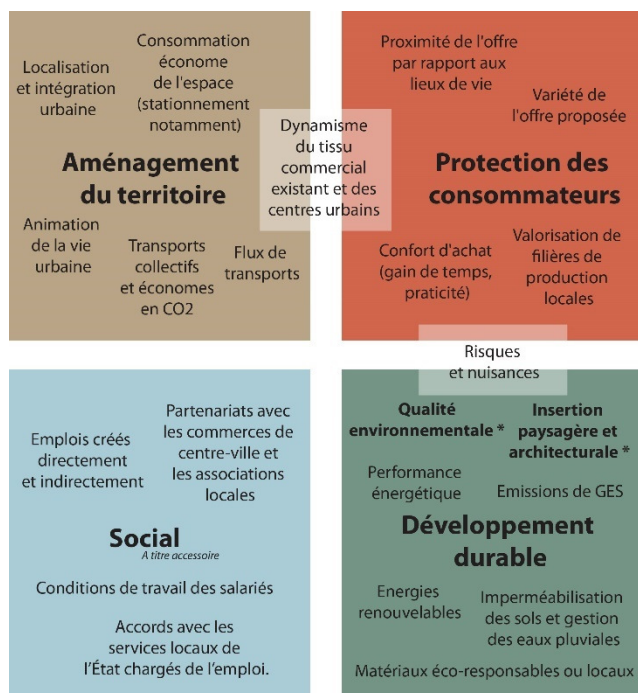 Localisation
et intégration
urbaine
Consommation
économe
de l'espace
(stationnement
notamment)
Aménagement
du territoire
Animation
de la vie
urbaine
Transports
collectifs
et économes
en CO2
Flux de
transports
Dynamisme
du tissu
commercial
existant et des
centres urbains
Proximité de l'offre
par rapport aux
lieux de vie
Variété de
l'offre proposée
Protection des
consommateurs
Confort d'achat
(gain de temps,
praticité)
Valorisation de
filières de
production
locales
Risques
et nuisances
Emplois créés
directement
et indirectement
Partenariats avec
les commerces de
centre-ville et
les associations
locales
Social
A titre accessoire
Conditions de travail des salariés
Accords avec les
services locaux de
l’État chargés de l’emploi.
Qualité
environnementale *
Insertion
paysagère et
architecturale *
Performance
énergétique
Emissions de GES
Développement
durable
Energies
renouvelables
Imperméabilisation
des sols et gestion
des eaux pluviales
Matériaux éco-responsables ou locaux